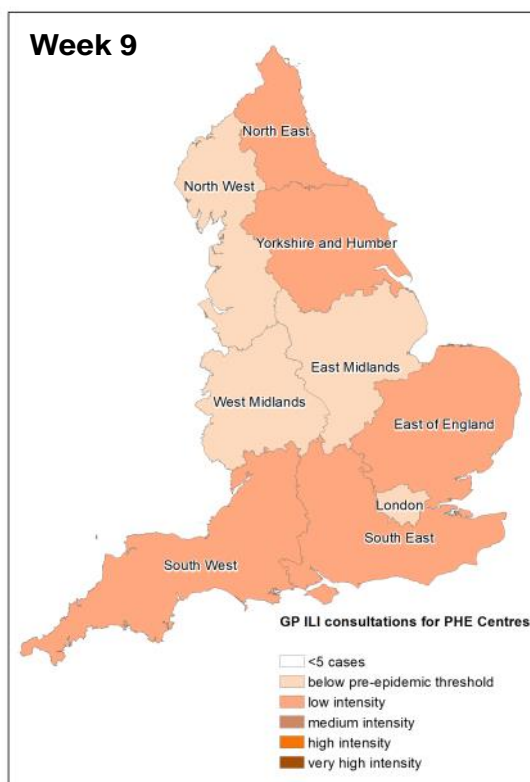 Week 9
North East
North West
Yorkshire and Humber
East Midlands
West Midlands
East of England
London
South East
South West
GP ILI consultations for PHE Centres
<5 cases
below pre-epidemic threshold
low intensity
medium intensity
high intensity
very high intensity